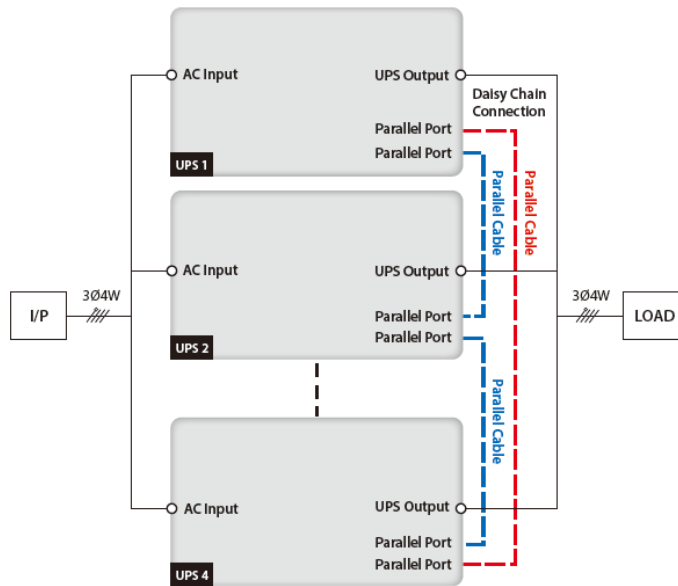 AC Input
UPS Output
Daisy Chain
Connection
Parallel Port
Parallel Port
UPS 1
Parallel Cable
Parallel Cable
AC Input
UPS Output
I/P
3Ø4W
3Ø4W
LOAD
Parallel Port
Parallel Port
UPS 2
Parallel Cable
AC Input
UPS Output
Parallel Port
Parallel Port
UPS 4